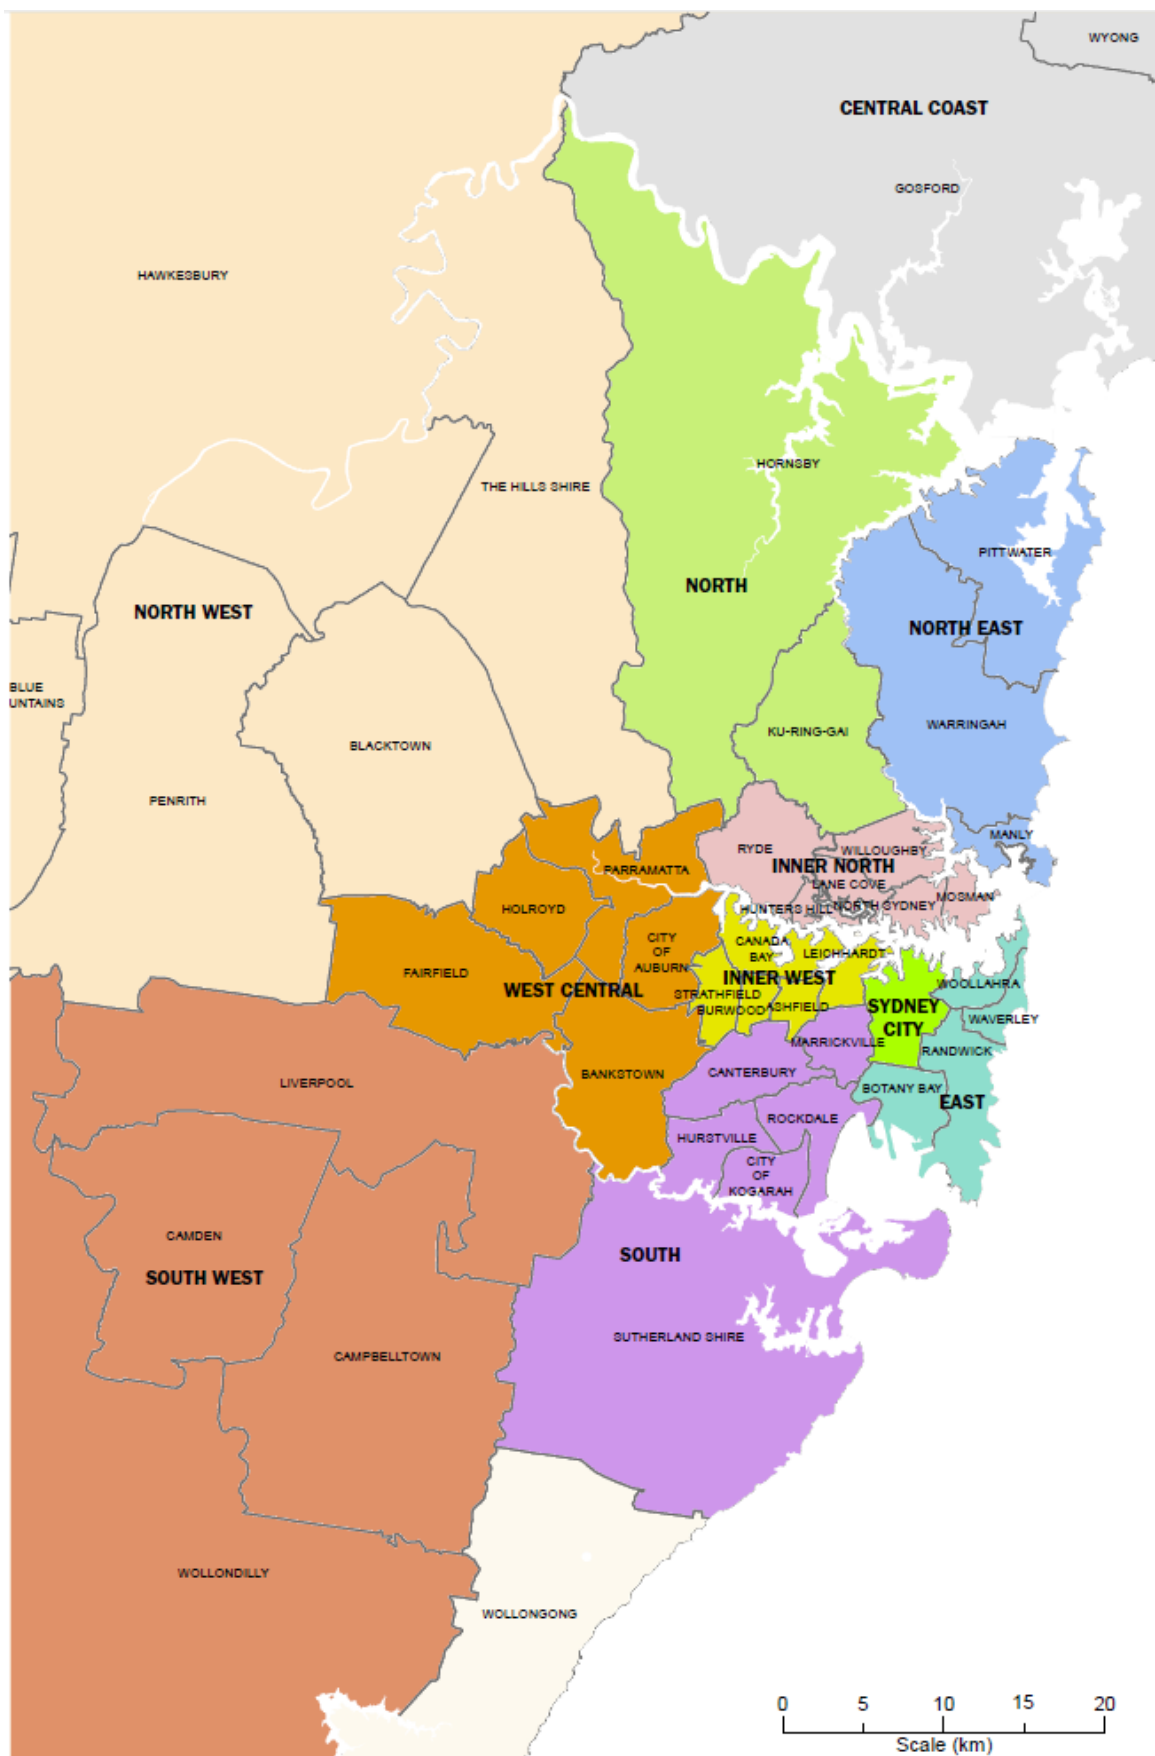 WYONG
CENTRAL COAST
GOSFORD
HAWKESBURY
HORNSBY
THE HILLS SHIRE
PITTWATER
NORTH
NORTH WEST
NORTH EAST
BLUE
UNTAINS
WARRINGAH
KU-RING-GAI
BLACKTOWN
PENRITH
MANLY
RYDE
WILLOUGHBY
INNER NORTH
PARRAMATTA
LANE COVE
MOSMAN
HUNTERS HILL
NORTH SYDNEY
HOLROYD
CITY
OF
AUBURN
CANADA
BAY
LEICHHARDT
FAIRFIELD
INNER WEST
WOOLLAHRA
WEST CENTRAL
STRATHFIELD
BURWOOD
ASHFIELD
SYDNEY
CITY
WAVERLEY
MARRICKVILLE
RANDWICK
BANKSTOWN
CANTERBURY
LIVERPOOL
BOTANY BAY
EAST
ROCKDALE
HURSTVILLE
CITY
OF
KOGARAH
CAMDEN
SOUTH
SOUTH WEST
SUTHERLAND SHIRE
CAMPBELLTOWN
WOLLONDILLY
WOLLONGONG
0 5 10 15 20
Scale (km)